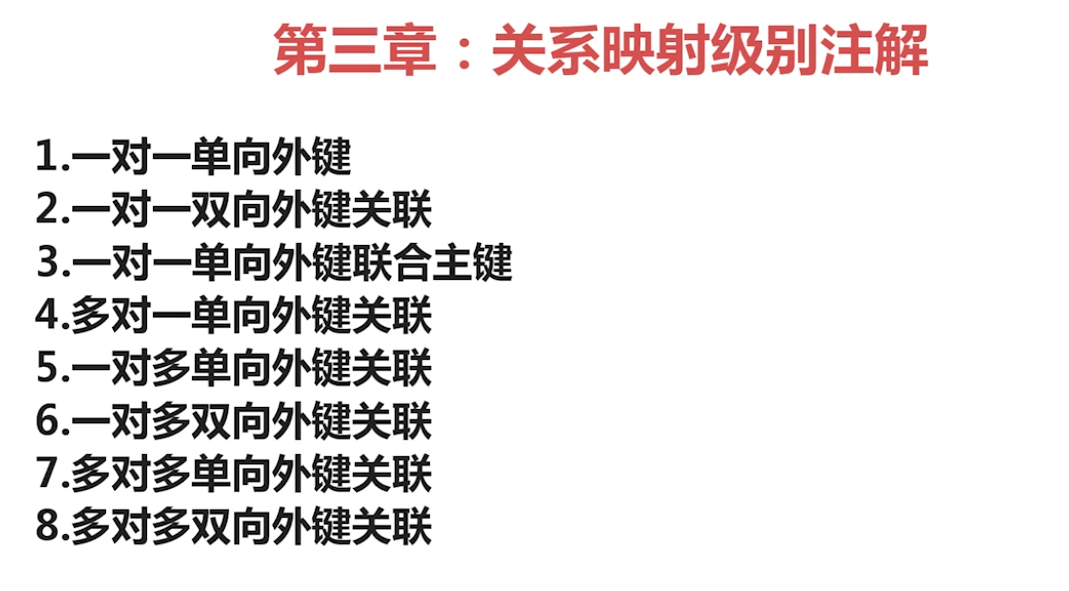 第三章：关系映射级别注解
1.一对一单向外键
2.一对一双向外键关联
3.一对一单向外键联合主键
4.多对一单向外键关联
5.一对多单向外键关联
6.一对多双向外键关联
7.多对多单向外键关联
8.多对多双向外键关联